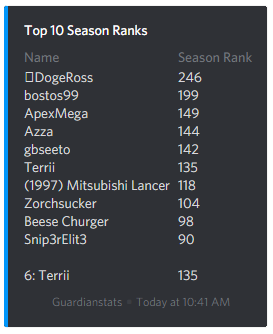 Top 10 Season Ranks
Name Season Rank
DogeRoss 246
bostos99 199
ApexMega 149
Azza 144
gbseeto 142
Terrii 135
(1997) Mitsubishi Lancer 118
Zorchsucker 104
Beese Churger 98
Snip3rElit3 90
6: Terrii 135
Guardianstats • Today at 10:41 AM